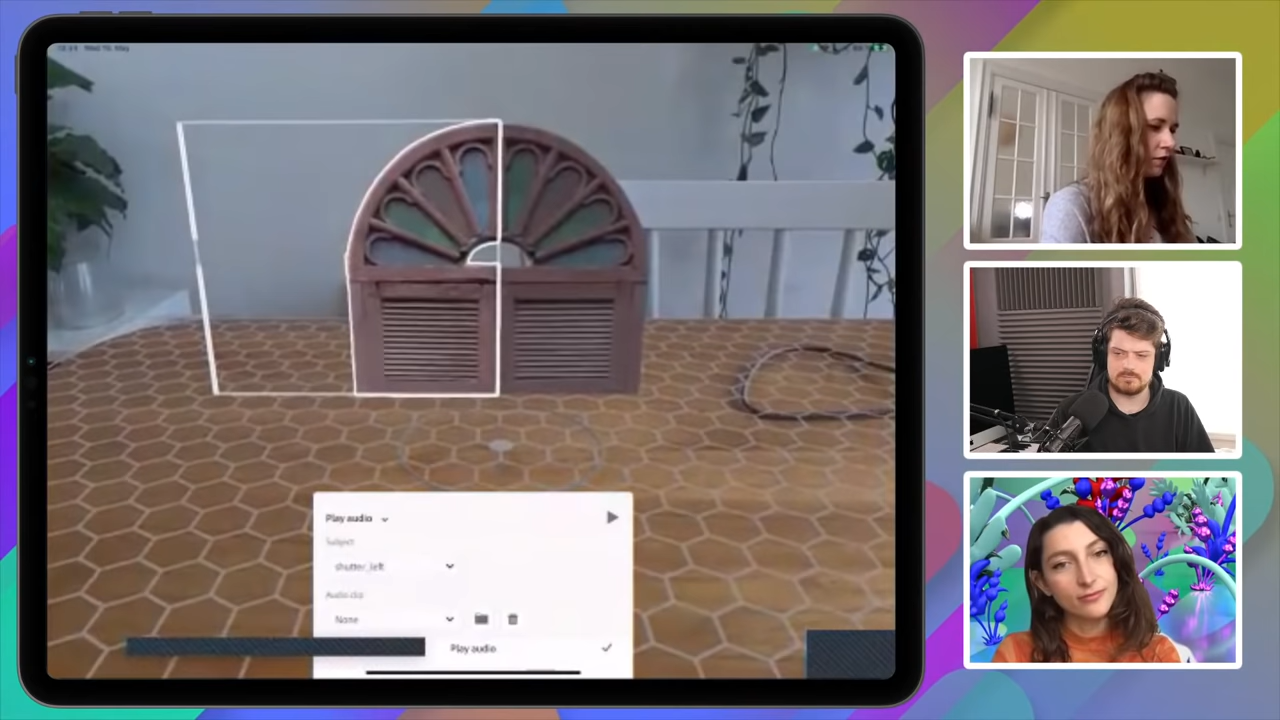 Play audio
Subject
shutter_left
Audio clip
None
Play audio